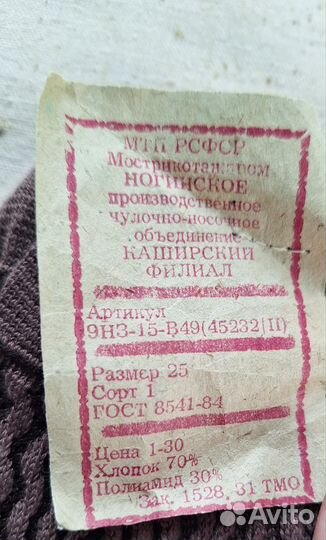 МТП РСФСР
Мострикотажпром
НОГИНСКОЕ
производственное
чулочно-носочное
объединение
КАШИРСКИЙ
ФИЛИАЛ
Артикул
9НЗ-15-В49(45232/II)
Размер 25
Сорт 1
ГОСТ 8541-84
Цена 1-30
Хлопок 70%
Полиамид 30%
Зак. 1528. 31 ТМО
Avito